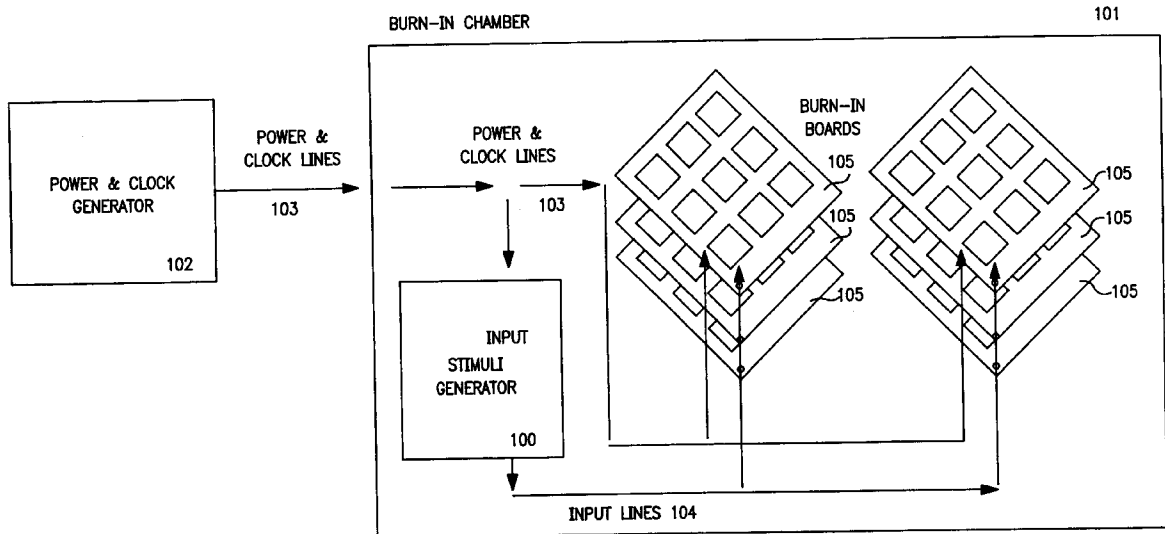 BURN-IN CHAMBER
101
POWER & CLOCK
GENERATOR
102
POWER &
CLOCK LINES
103
POWER &
CLOCK LINES
103
BURN-IN
BOARDS
105
105
105
105
105
105
INPUT
STIMULI
GENERATOR
100
INPUT LINES 104